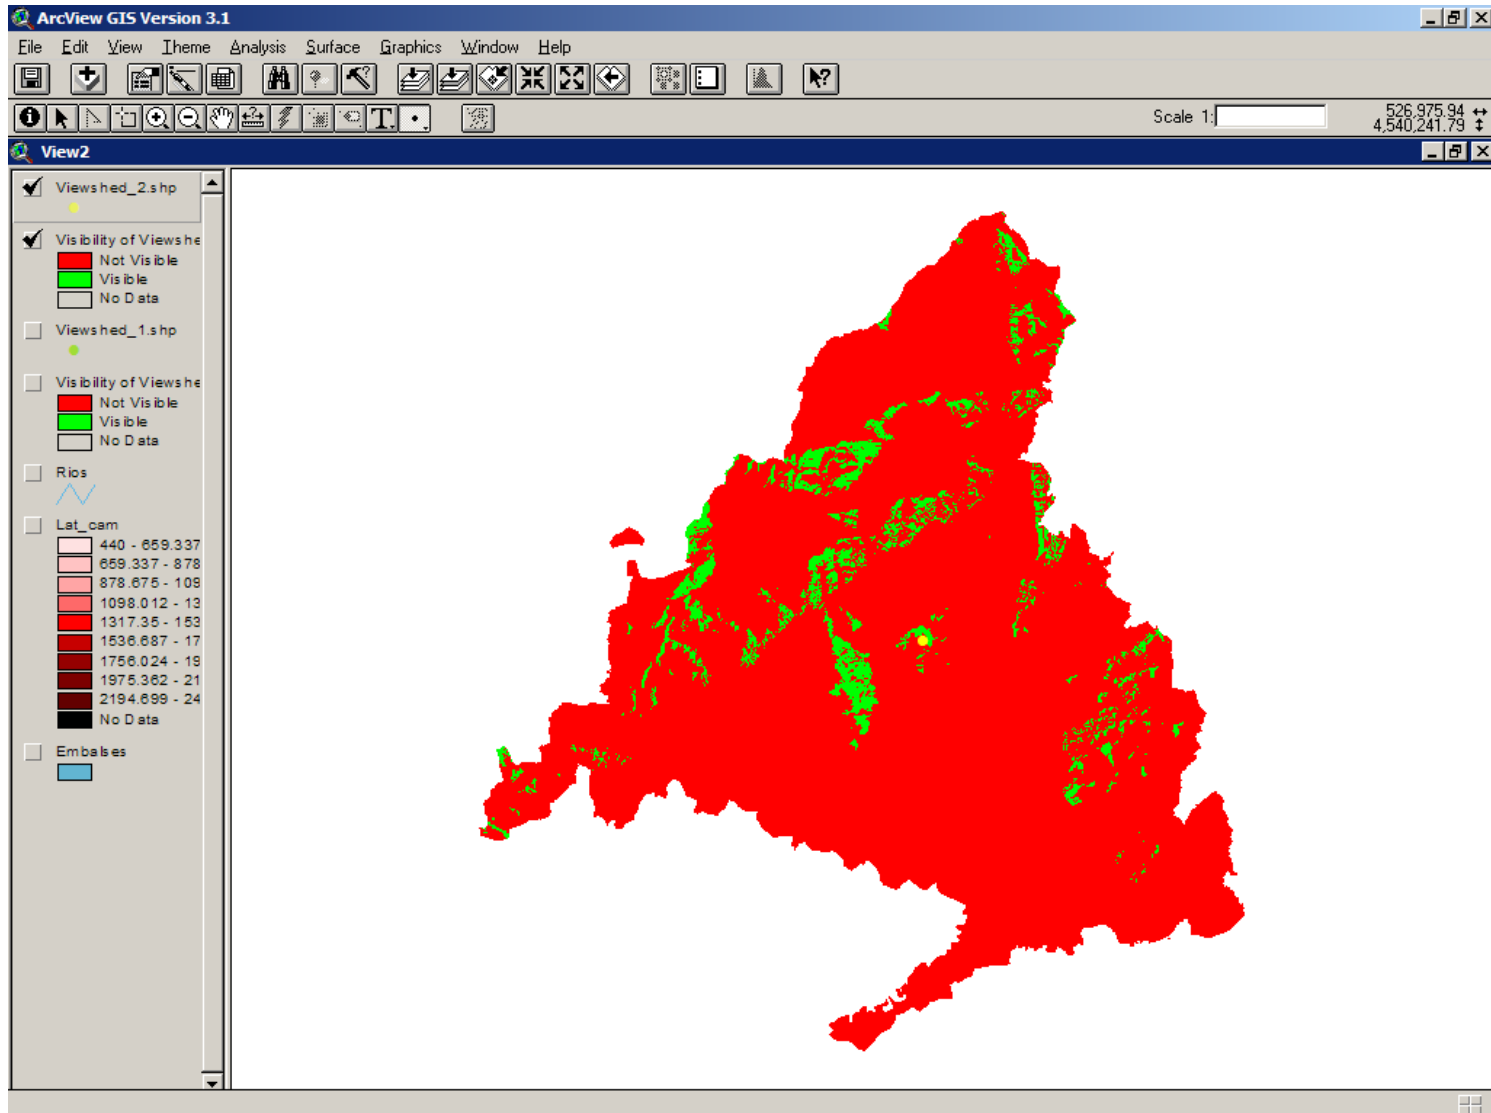 ArcView GIS Version 3.1
File Edit View Theme Analysis Surface Graphics Window Help
Scale 1:
526,975.94
4,540,241.79
View2
Viewshed_2.shp
Visibility of Viewshe
Not Visible
Visible
No Data
Viewshed_1.shp
Visibility of Viewshe
Not Visible
Visible
No Data
Rios
Lat_cam
440 - 659.337
659.337 - 878
878.675 - 109
1098.012 - 13
1317.35 - 153
1536.687 - 17
1756.024 - 19
1975.362 - 21
2194.699 - 24
No Data
Embalses